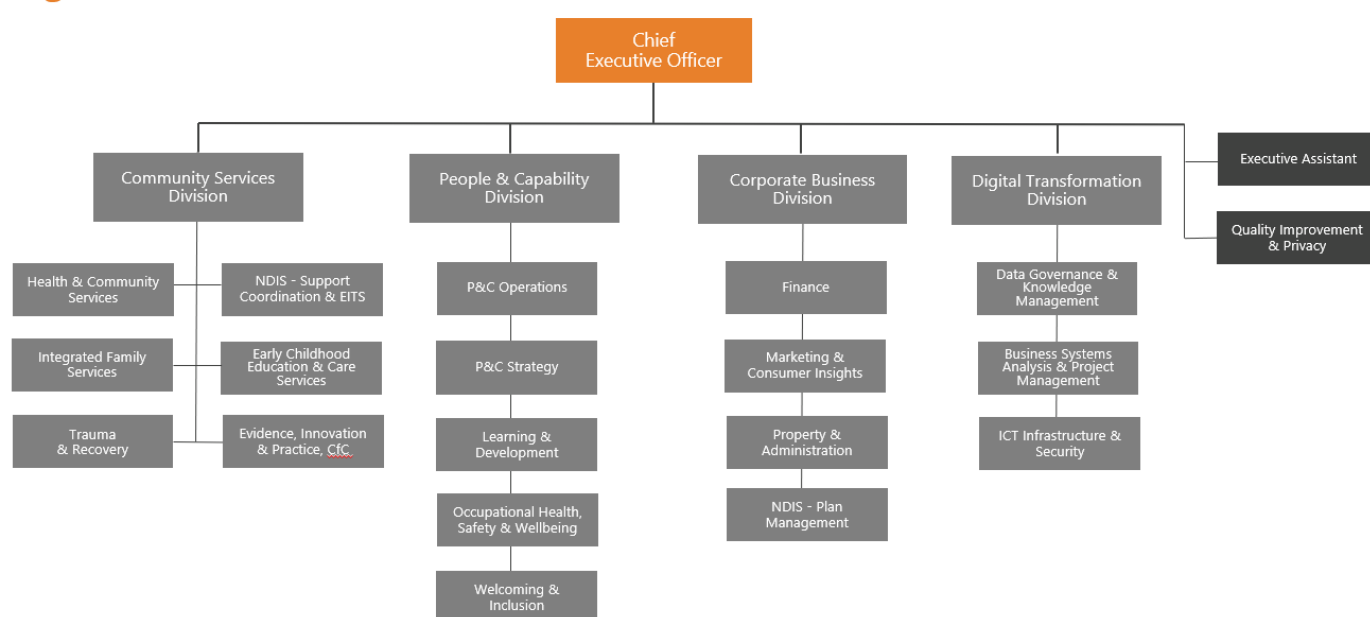 Chief
Executive Officer
Executive Assistant
Quality Improvement
& Privacy
Community Services
Division
Health & Community
Services
NDIS - Support
Coordination & EITS
Integrated Family
Services
Early Childhood
Education & Care
Services
Trauma
& Recovery
Evidence, Innovation
& Practice, CfC
People & Capability
Division
P&C Operations
P&C Strategy
Learning &
Development
Occupational Health,
Safety & Wellbeing
Welcoming &
Inclusion
Corporate Business
Division
Finance
Marketing &
Consumer Insights
Property &
Administration
NDIS - Plan
Management
Digital Transformation
Division
Data Governance &
Knowledge
Management
Business Systems
Analysis & Project
Management
ICT Infrastructure &
Security